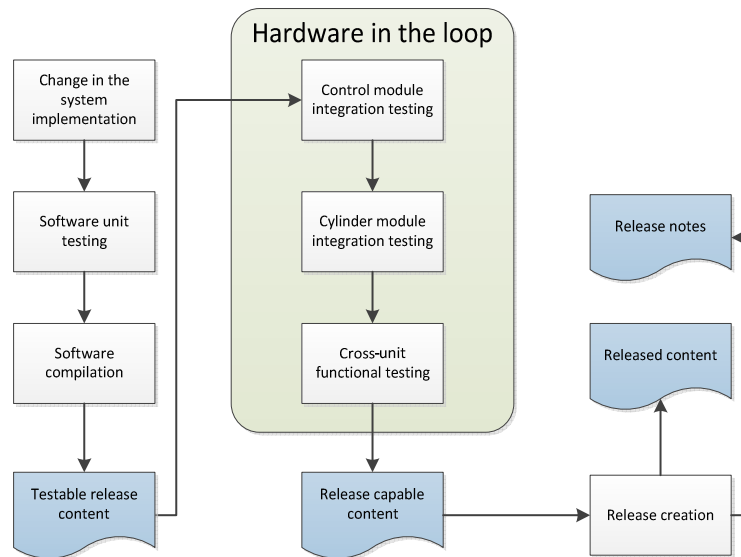 Hardware in the loop
Change in the
system
implementation
Software unit
testing
Software
compilation
Testable release
content
Control module
integration testing
Cylinder module
integration testing
Cross-unit
functional testing
Release capable
content
Release notes
Released content
Release creation